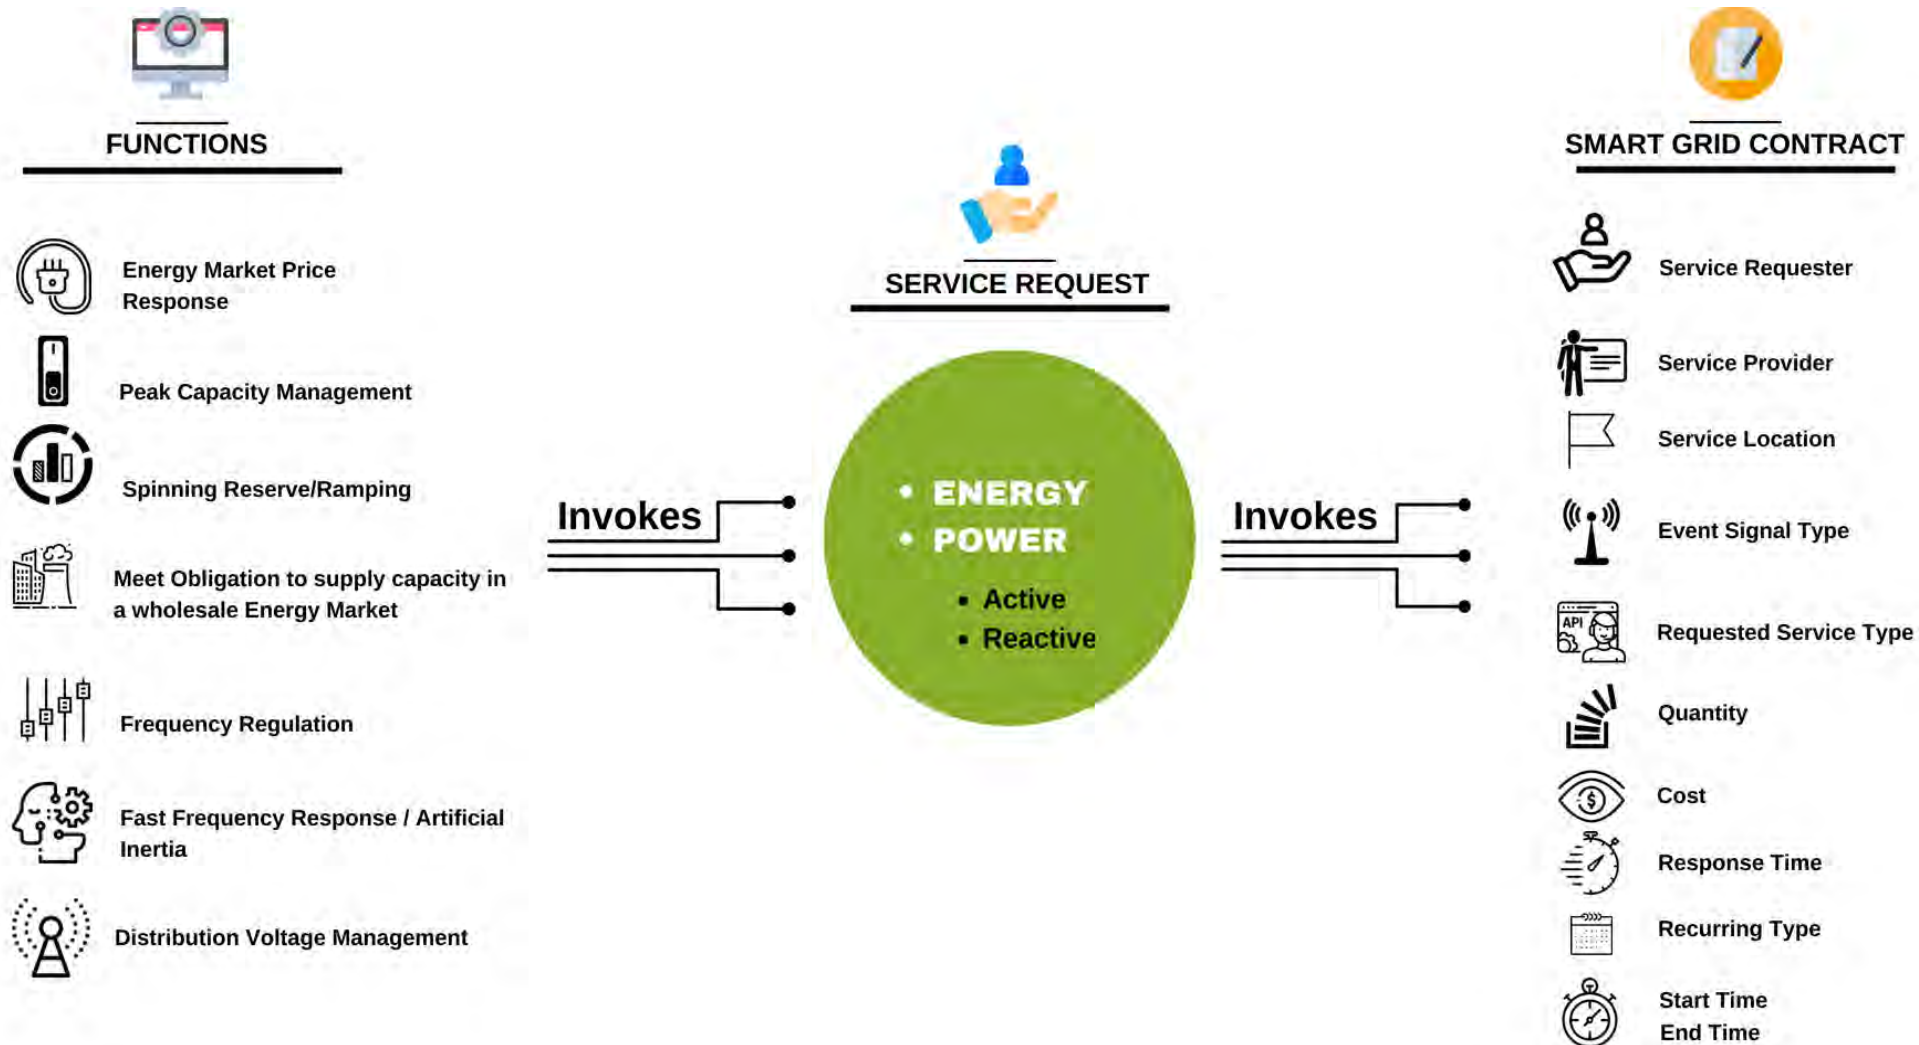 FUNCTIONS
Energy Market Price
Response
Peak Capacity Management
Spinning Reserve/Ramping
Meet Obligation to supply capacity in
a wholesale Energy Market
Frequency Regulation
Fast Frequency Response / Artificial
Inertia
Distribution Voltage Management
Invokes
SERVICE REQUEST
• ENERGY
• POWER
• Active
• Reactive
Invokes
SMART GRID CONTRACT
Service Requester
Service Provider
Service Location
Event Signal Type
API
Requested Service Type
Quantity
$
Cost
Response Time
Recurring Type
Start Time
End Time